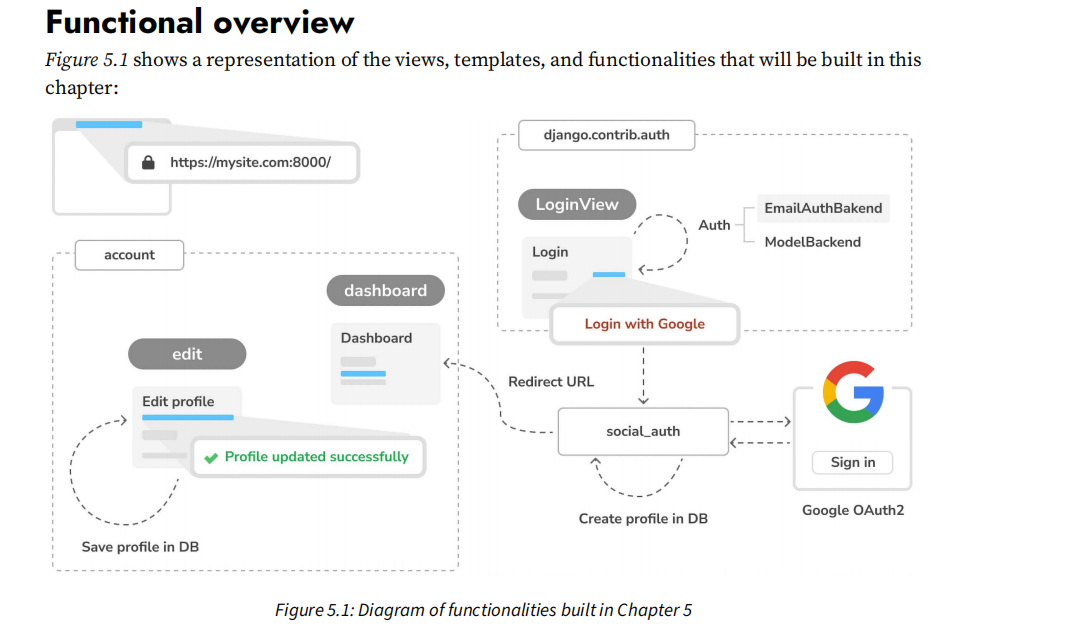 Functional overview
Figure 5.1 shows a representation of the views, templates, and functionalities that will be built in this
chapter:
https://mysite.com:8000/
django.contrib.auth
LoginView
Login
Auth
EmailAuthBakend
ModelBackend
Login with Google
account
dashboard
Dashboard
edit
Edit profile
Profile updated successfully
Save profile in DB
Redirect URL
social_auth
Create profile in DB
G
Sign in
Google OAuth2
Figure 5.1: Diagram of functionalities built in Chapter 5